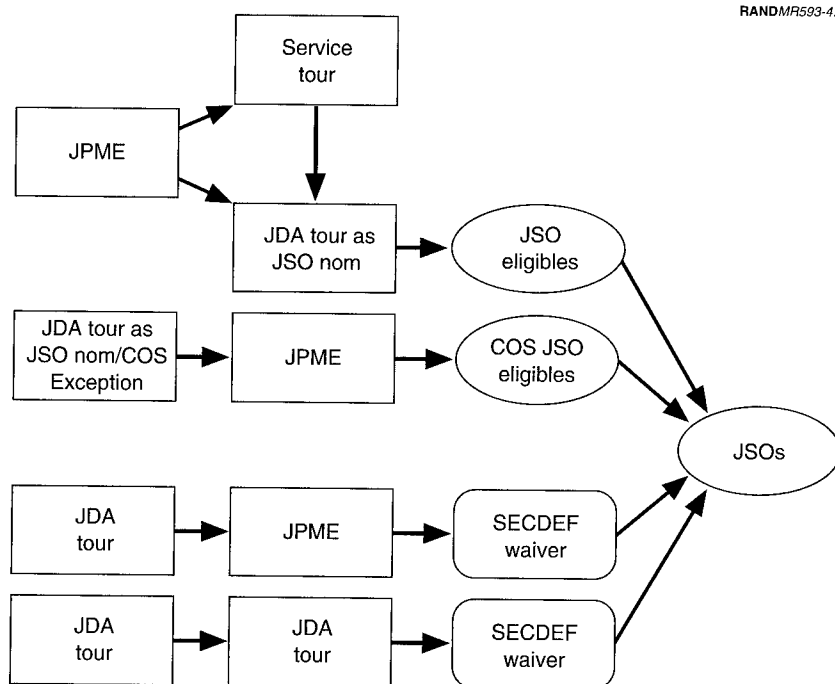 RANDMR593-4.
Service
tour
JPME
JDA tour as
JSO nom
JSO
eligibles
JDA tour as
JSO nom/COS
Exception
JPME
COS JSO
eligibles
JSOs
JDA
tour
JPME
SECDEF
waiver
JDA
tour
JDA
tour
SECDEF
waiver